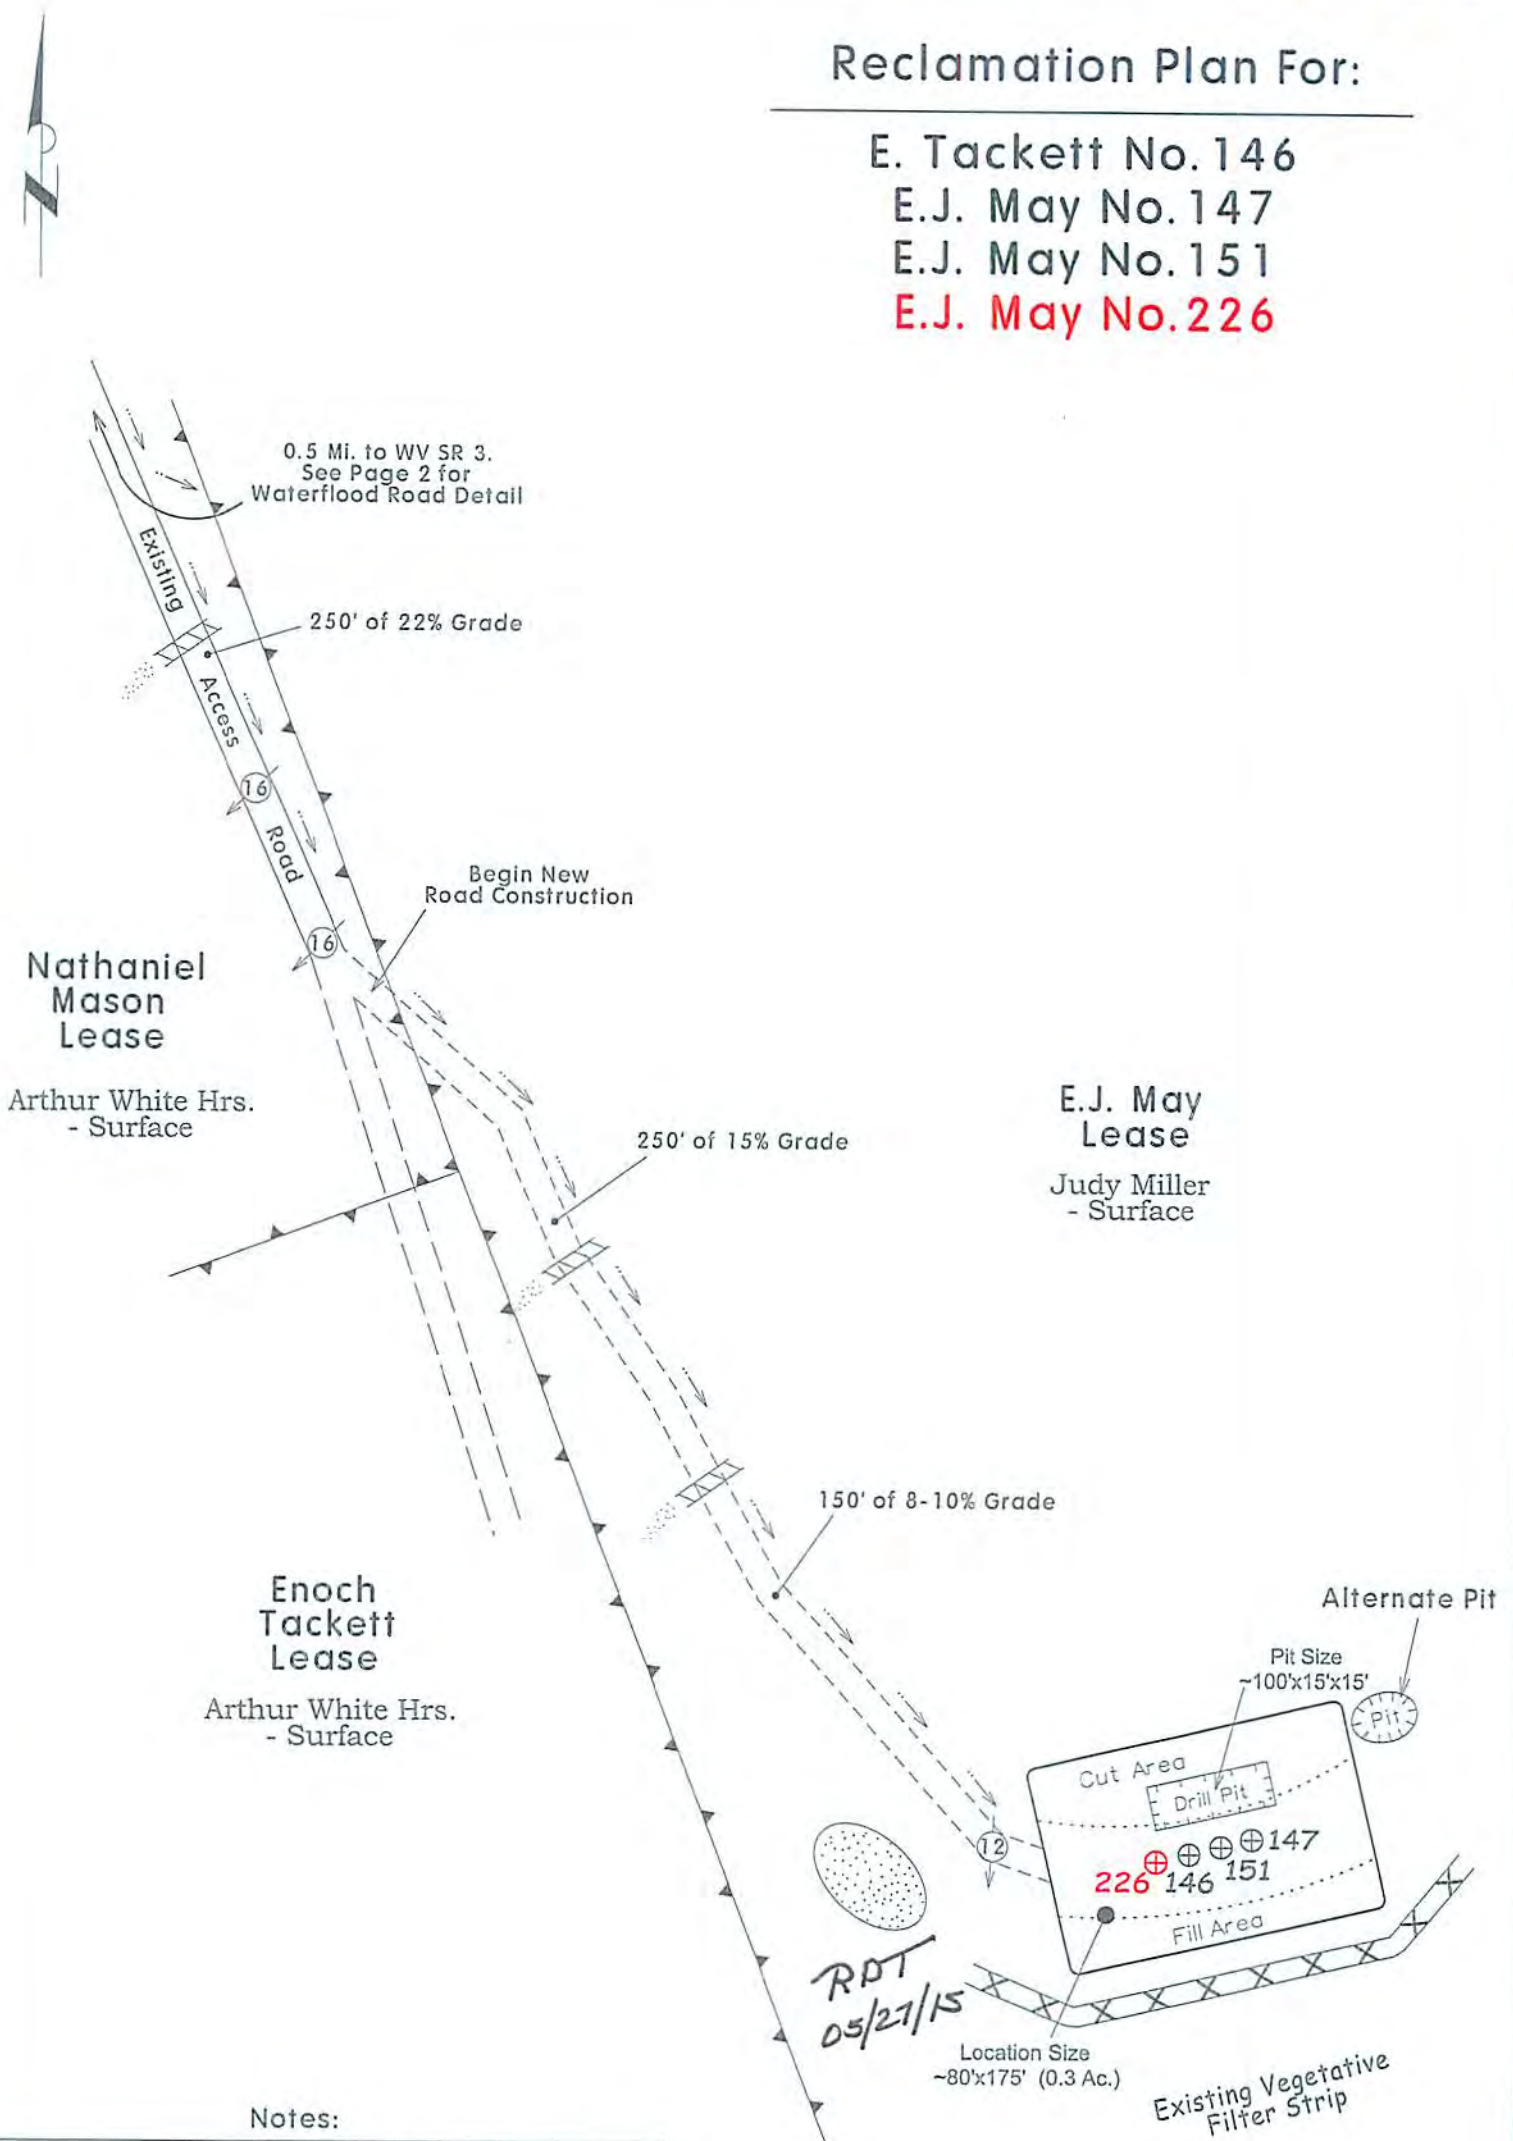 Reclamation Plan For:
E. Tackett No. 146
E.J. May No. 147
E.J. May No. 151
E.J. May No. 226
N
0.5 Mi. to WV SR 3.
See Page 2 for
Waterflood Road Detail
Existing
250' of 22% Grade
Access
16
Road
Begin New
Road Construction
16
Nathaniel
Mason
Lease
Arthur White Hrs.
- Surface
E.J. May
Lease
Judy Miller
- Surface
250' of 15% Grade
150' of 8-10% Grade
Enoch
Tackett
Lease
Arthur White Hrs.
- Surface
Alternate Pit
Pit Size
~100'x15'x15'
Pit
Cut Area
Drill Pit
12
147
151
146
226
Fill Area
RDT
05/27/15
Location Size
~80'x175' (0.3 Ac.)
Existing Vegetative
Filter Strip
Notes: